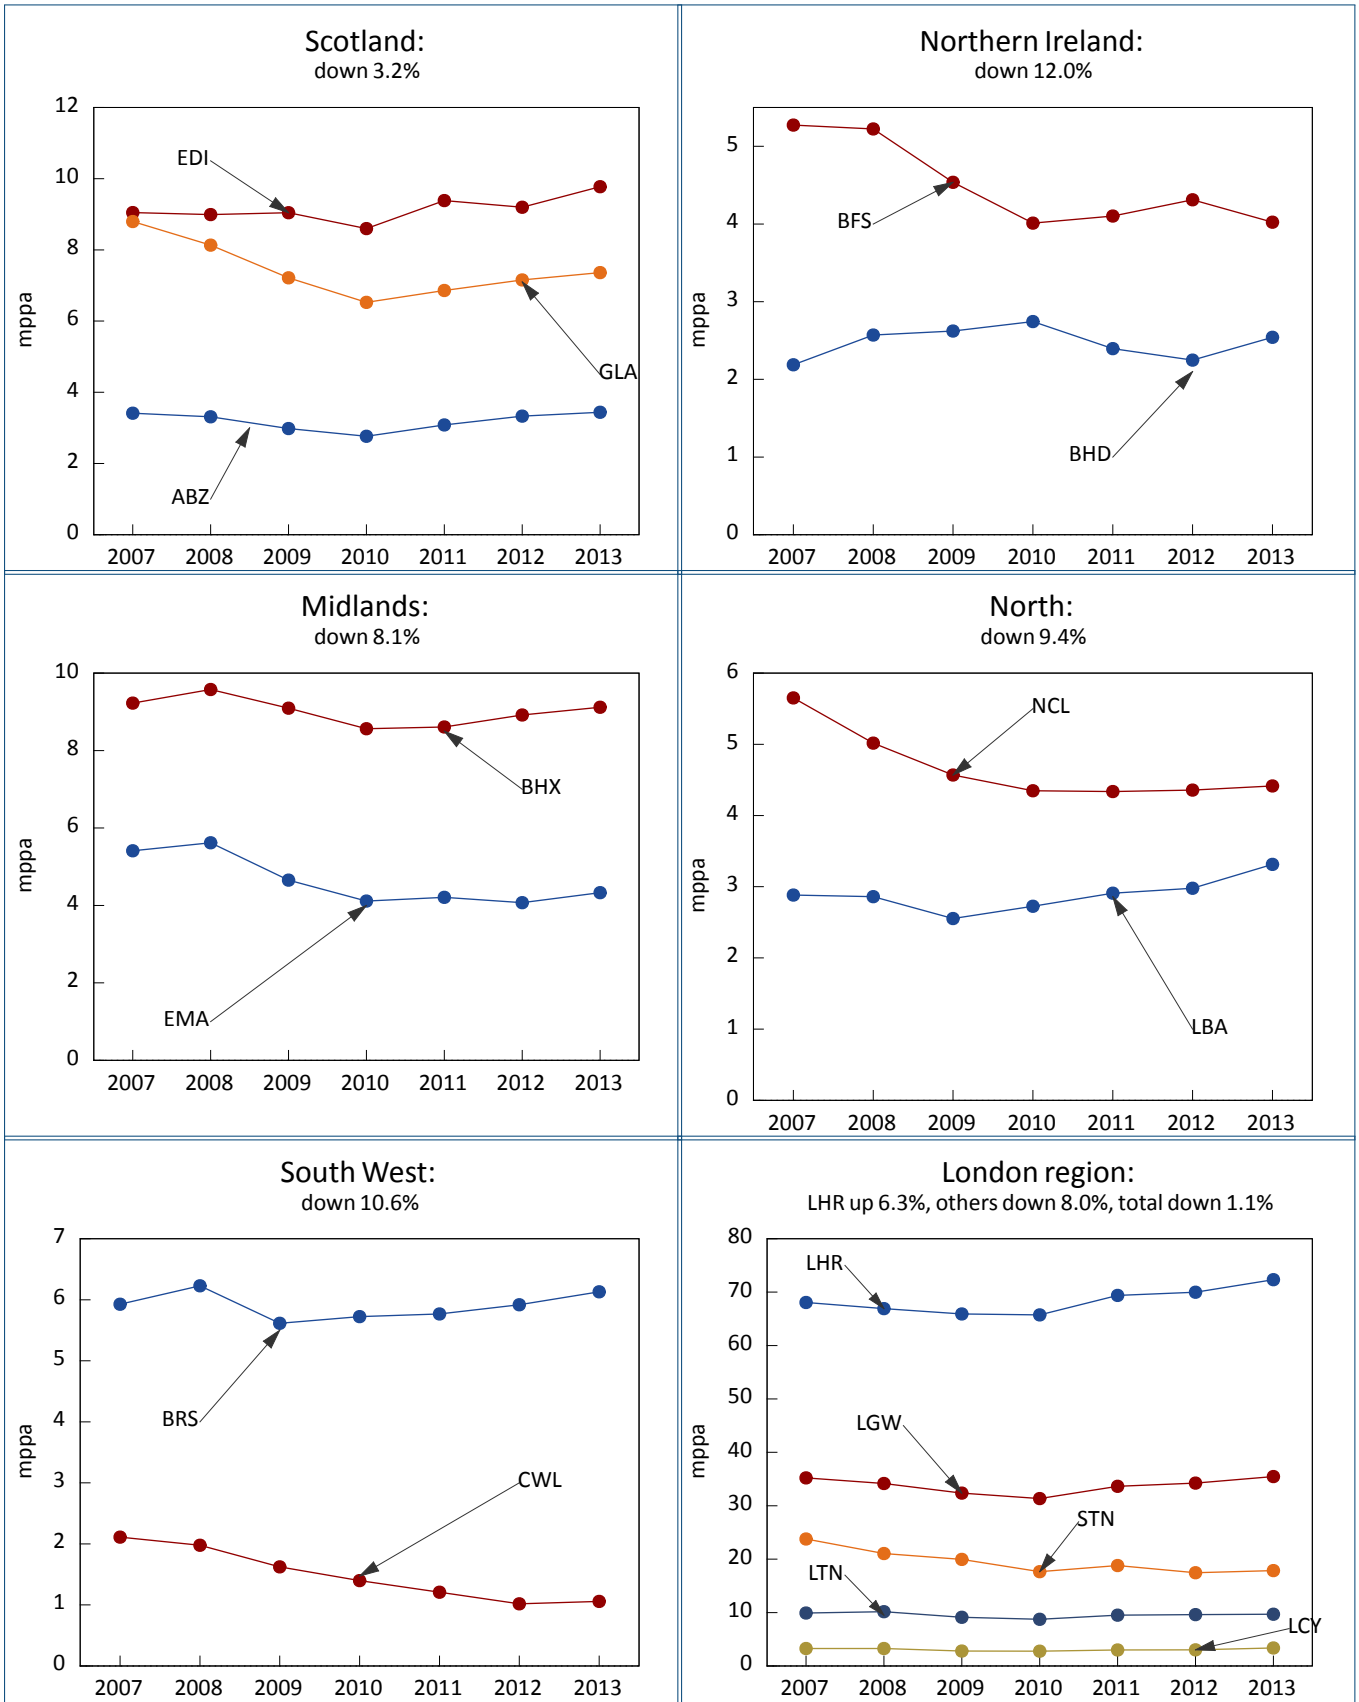 Scotland:
down 3.2%
12
10
8
6
4
2
0
mppa
EDI
GLA
ABZ
2007 2008 2009 2010 2011 2012 2013
Northern Ireland:
down 12.0%
5
4
3
2
1
0
mppa
BFS
BHD
2007 2008 2009 2010 2011 2012 2013
Midlands:
down 8.1%
10
8
6
4
2
0
mppa
BHX
EMA
2007 2008 2009 2010 2011 2012 2013
North:
down 9.4%
6
5
4
3
2
1
0
mppa
NCL
LBA
2007 2008 2009 2010 2011 2012 2013
South West:
down 10.6%
7
6
5
4
3
2
1
0
mppa
BRS
CWL
2007 2008 2009 2010 2011 2012 2013
London region:
LHR up 6.3%, others down 8.0%, total down 1.1%
80
70
60
50
40
30
20
10
0
mppa
LHR
LGW
STN
LTN
LCY
2007 2008 2009 2010 2011 2012 2013